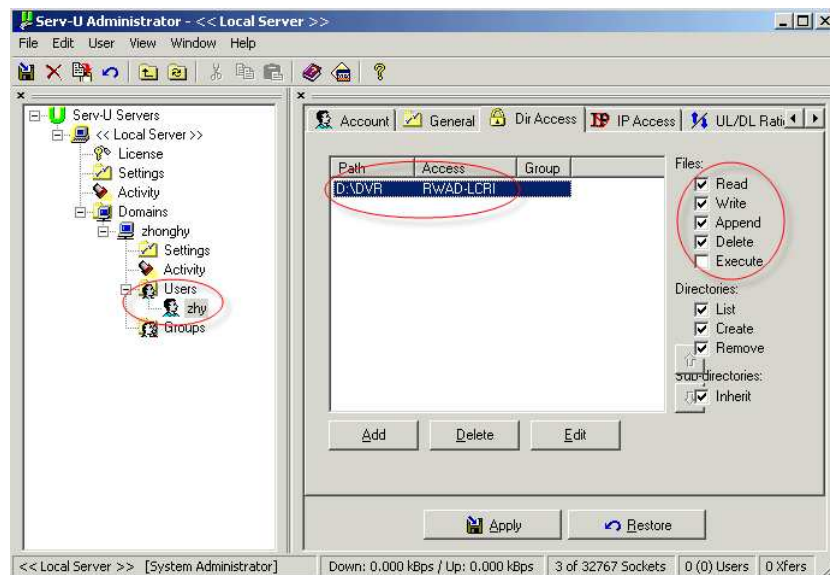 Serv-U Administrator - << Local Server >>
File Edit User View Window Help
Serv-U Servers
<< Local Server >>
License
Settings
Activity
Domains
zhonghy
Settings
Activity
Users
zhy
Groups
Account General Dir Access IP Access UL/DL Rati
Path Access Group
D:\DVR RWAD-LCRI
Files:
Read
Write
Append
Delete
Execute
Directories:
List
Create
Remove
Sub-directories:
Inherit
Add Delete Edit
Apply Restore
<< Local Server >> [System Administrator] Down: 0.000 kBps / Up: 0.000 kBps 3 of 32767 Sockets 0 (0) Users 0 Xfers